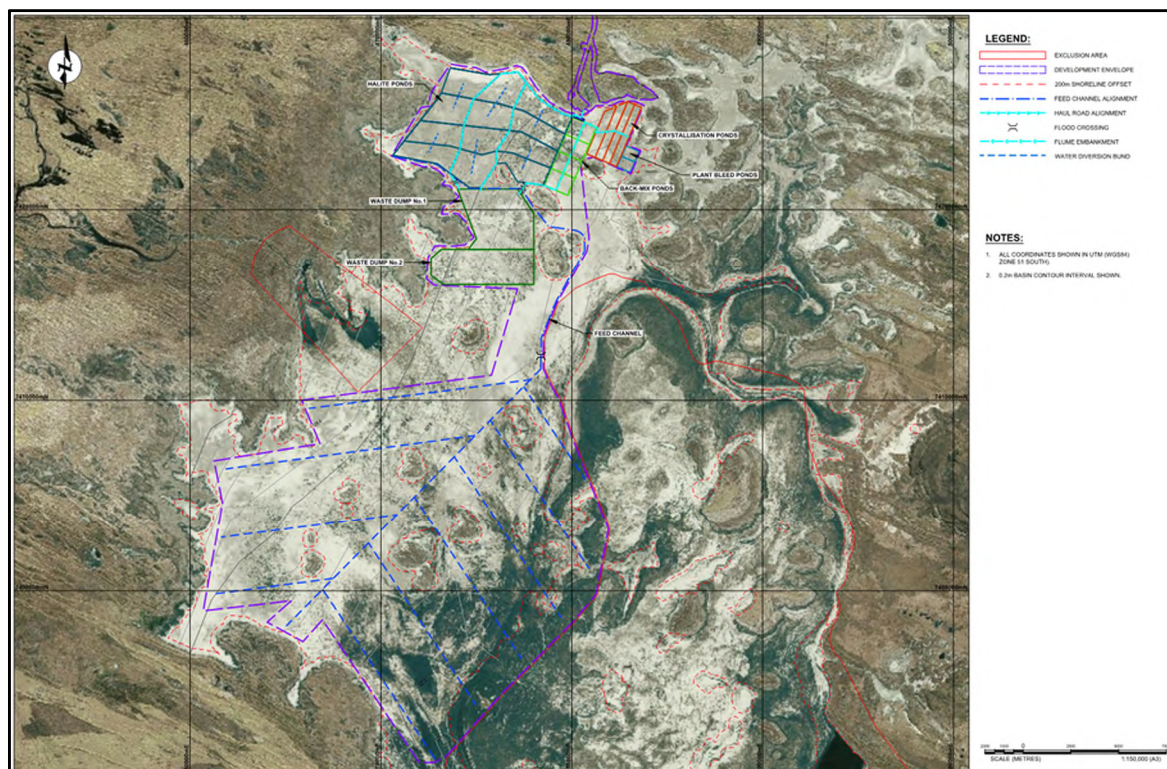 N
HALITE PONDS
CRYSTALLISATION PONDS
PLANT BLEED PONDS
BACK-MIX PONDS
WASTE DUMP No.1
WASTE DUMP No.2
FEED CHANNEL
LEGEND:
EXCLUSION AREA
DEVELOPMENT ENVELOPE
200m SHORELINE OFFSET
FEED CHANNEL ALIGNMENT
HAUL ROAD ALIGNMENT
FLOOD CROSSING
FLUME EMBANKMENT
WATER DIVERSION BUND
NOTES:
1. ALL COORDINATES SHOWN IN UTM (WGS84)
ZONE 51 SOUTH)
2. 0.2m BASIN CONTOUR INTERVAL SHOWN.
SCALE (METRES)
1:150,000 (A3)